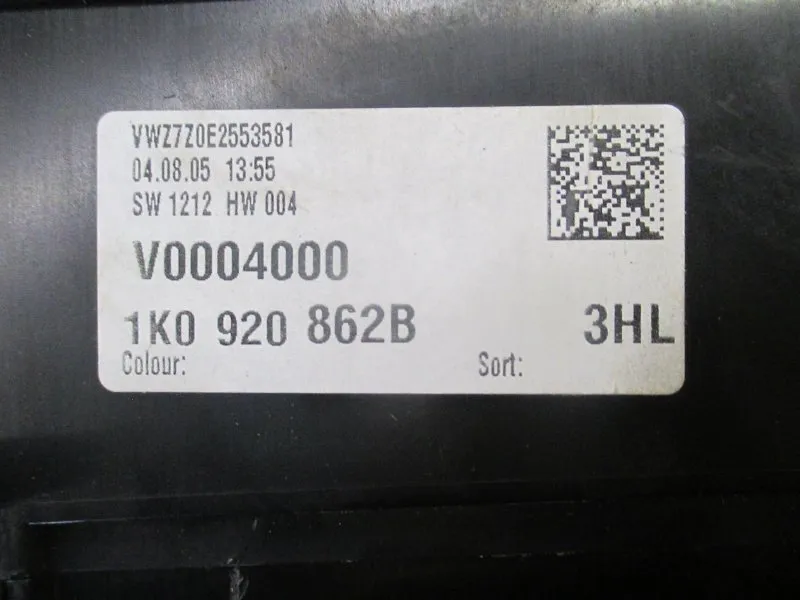 VWZ7Z0E2553581
04.08.05 13:55
SW 1212 HW 004
V0004000
1K0 920 862B 3HL
Colour: Sort: